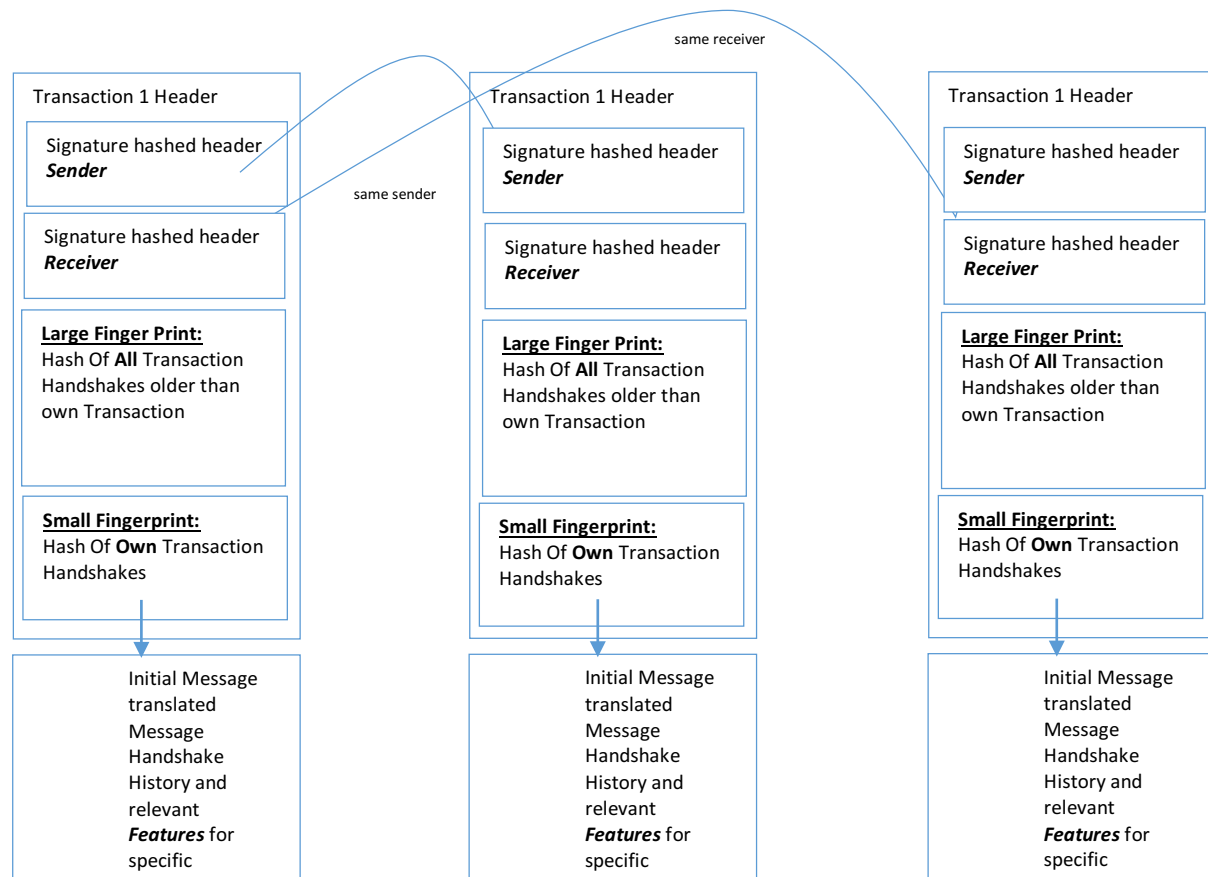 same receiver
Transaction 1 Header
Signature hashed header
Sender
same sender
Signature hashed header
Receiver
Large Finger Print:
Hash Of All Transaction
Handshakes older than
own Transaction
Small Fingerprint:
Hash Of Own Transaction
Handshakes
Initial Message
translated
Message
Handshake
History and
relevant
Features for
specific
Transaction 1 Header
Signature hashed header
Sender
Signature hashed header
Receiver
Large Finger Print:
Hash Of All Transaction
Handshakes older than
own Transaction
Small Fingerprint:
Hash Of Own Transaction
Handshakes
Initial Message
translated
Message
Handshake
History and
relevant
Features for
specific
Transaction 1 Header
Signature hashed header
Sender
Signature hashed header
Receiver
Large Finger Print:
Hash Of All Transaction
Handshakes older than
own Transaction
Small Fingerprint:
Hash Of Own Transaction
Handshakes
Initial Message
translated
Message
Handshake
History and
relevant
Features for
specific